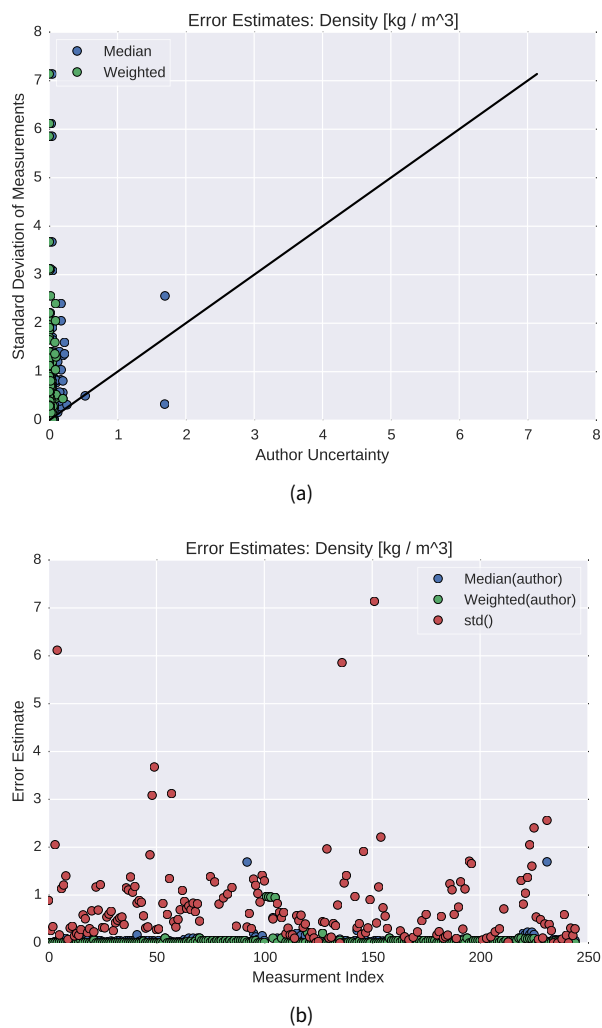 Error Estimates: Density [kg / m^3]
8
7
6
5
4
3
2
1
0
Median
Weighted
Standard Deviation of Measurements
0 1 2 3 4 5 6 7 8
Author Uncertainty
(a)
Error Estimates: Density [kg / m^3]
8
7
6
5
4
3
2
1
0
Median(author)
Weighted(author)
std()
Error Estimate
0 50 100 150 200 250
Measurment Index
(b)